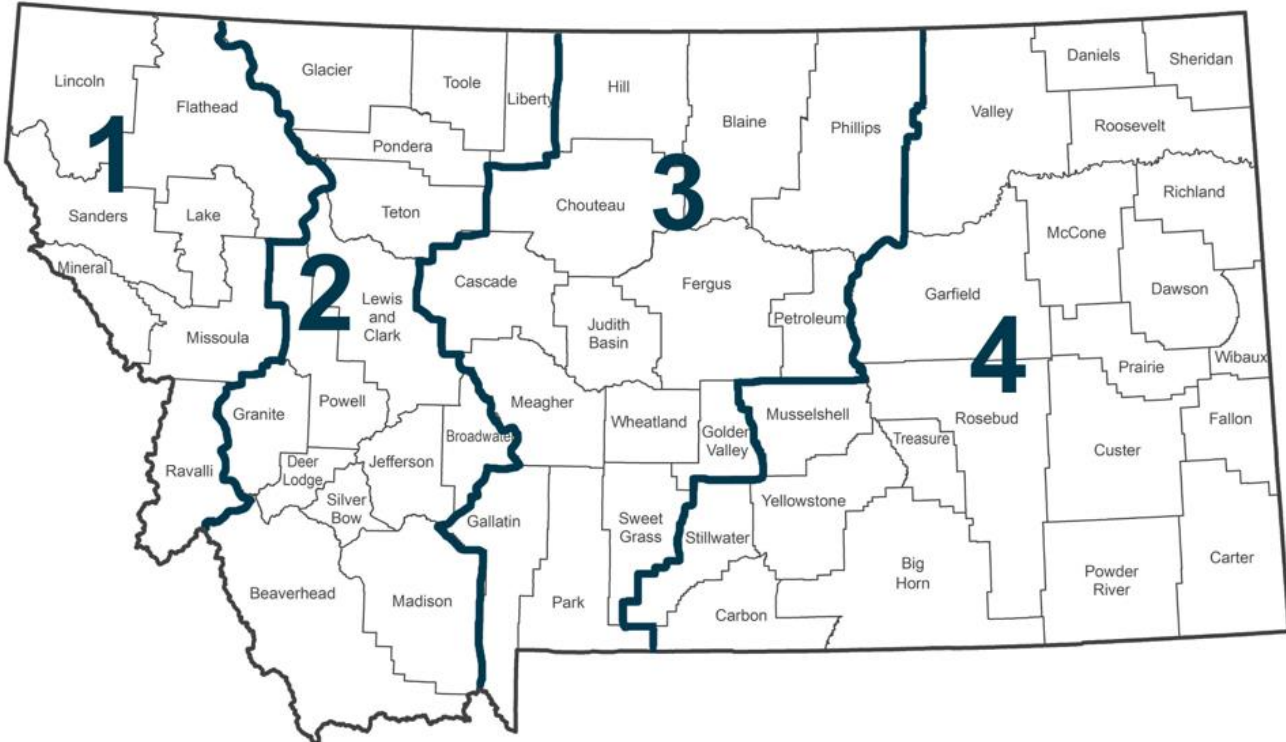 Lincoln
Flathead
Glacier
Toole
Liberty
Hill
Blaine
Phillips
Valley
Daniels
Sheridan
Roosevelt
1
Pondera
3
Sanders
Lake
Teton
Chouteau
McCone
Richland
Mineral
2
Lewis
and
Clark
Cascade
Fergus
Garfield
Dawson
Missoula
Judith
Basin
Petroleum
4
Prairie
Wibaux
Granite
Powell
Meagher
Wheatland
Golden
Valley
Musselshell
Rosebud
Fallon
Ravalli
Deer
Lodge
Jefferson
Broadwater
Treasure
Custer
Silver
Bow
Gallatin
Sweet
Grass
Stillwater
Yellowstone
Beaverhead
Madison
Park
Carbon
Big
Horn
Powder
River
Carter